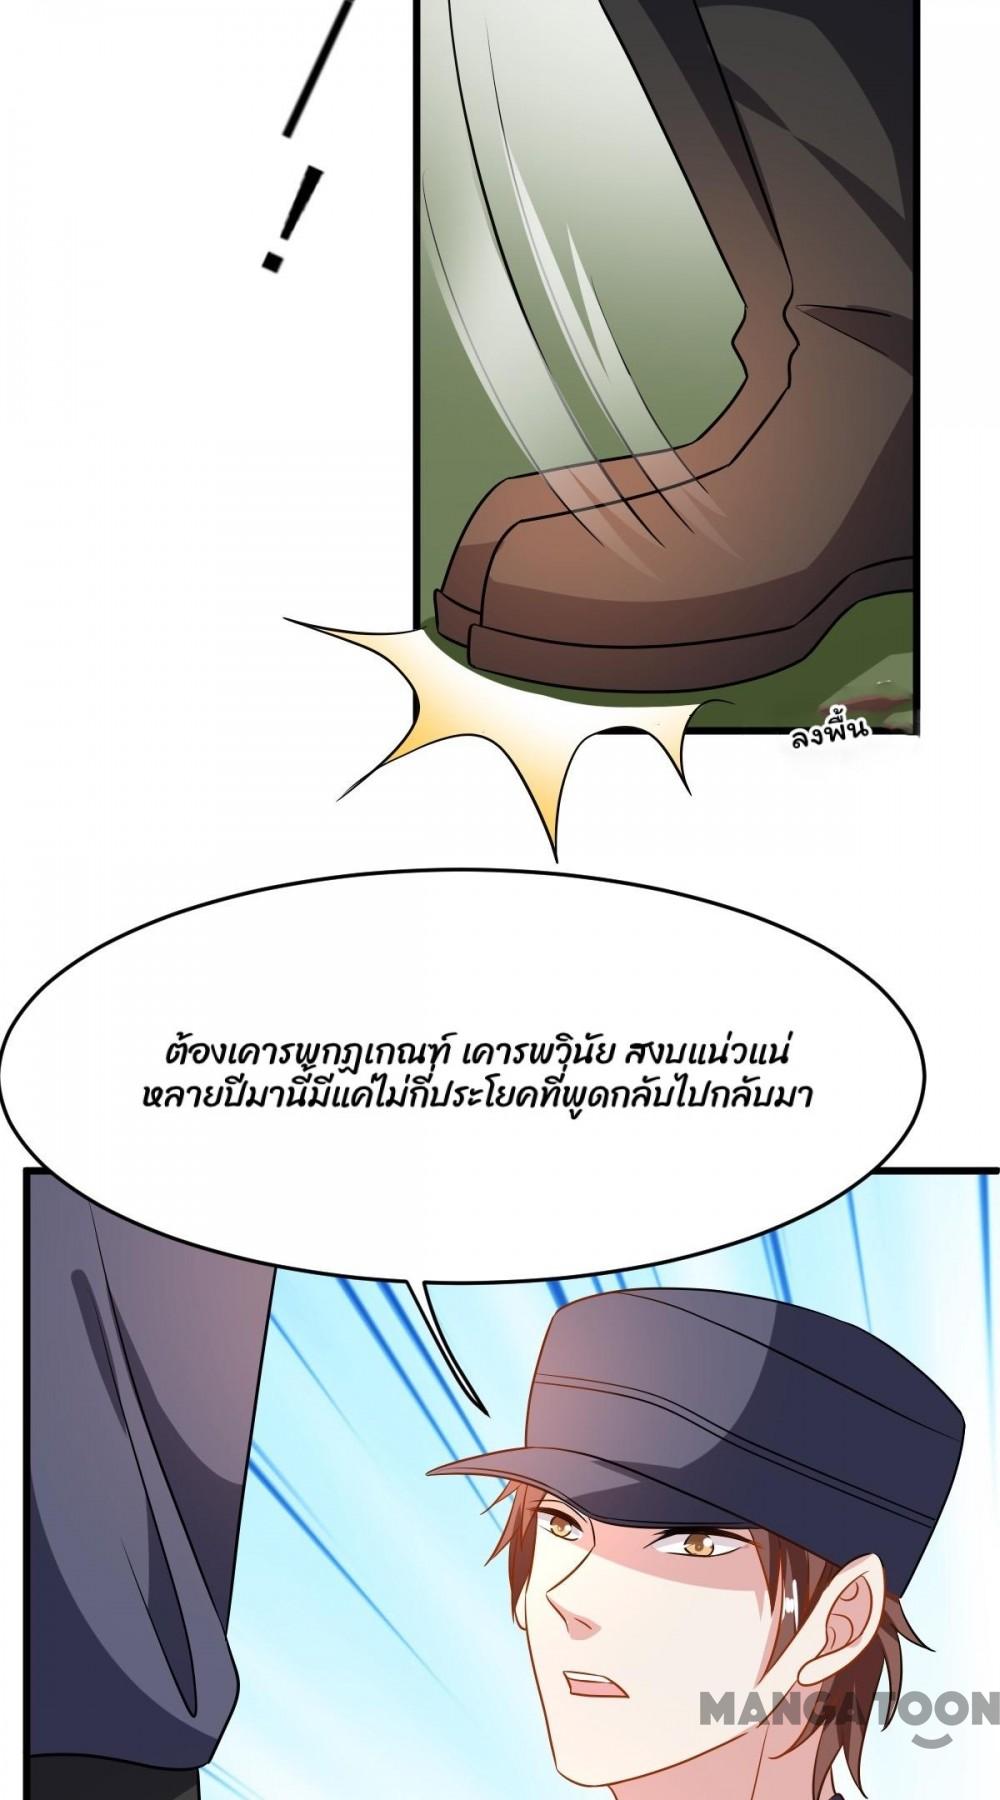 ลงพื้น
ต้องเคารพกฏเกณฑ์ เคารพวินัย สงบแน่วแน่
หลายปีมานี้มีแค่ไม่กี่ประโยคที่พูดกลับไปกลับมา
MANGATOON